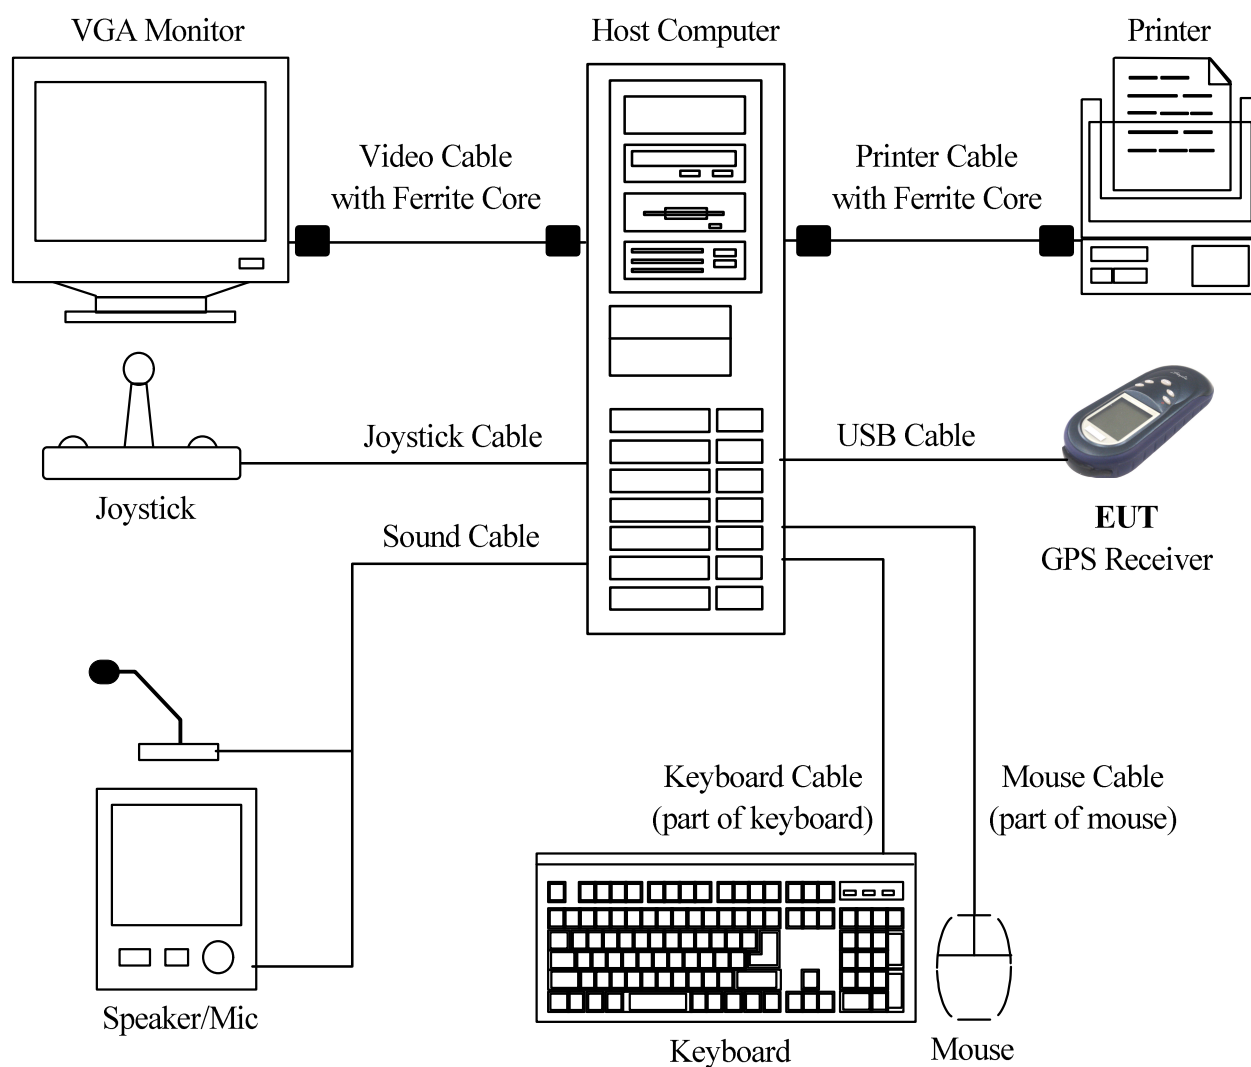 VGA Monitor
Host Computer
Printer
Video Cable
with Ferrite Core
Printer Cable
with Ferrite Core
Joystick Cable
USB Cable
Joystick
EUT
GPS Receiver
Sound Cable
Keyboard Cable
(part of keyboard)
Mouse Cable
(part of mouse)
Speaker/Mic
Keyboard
Mouse